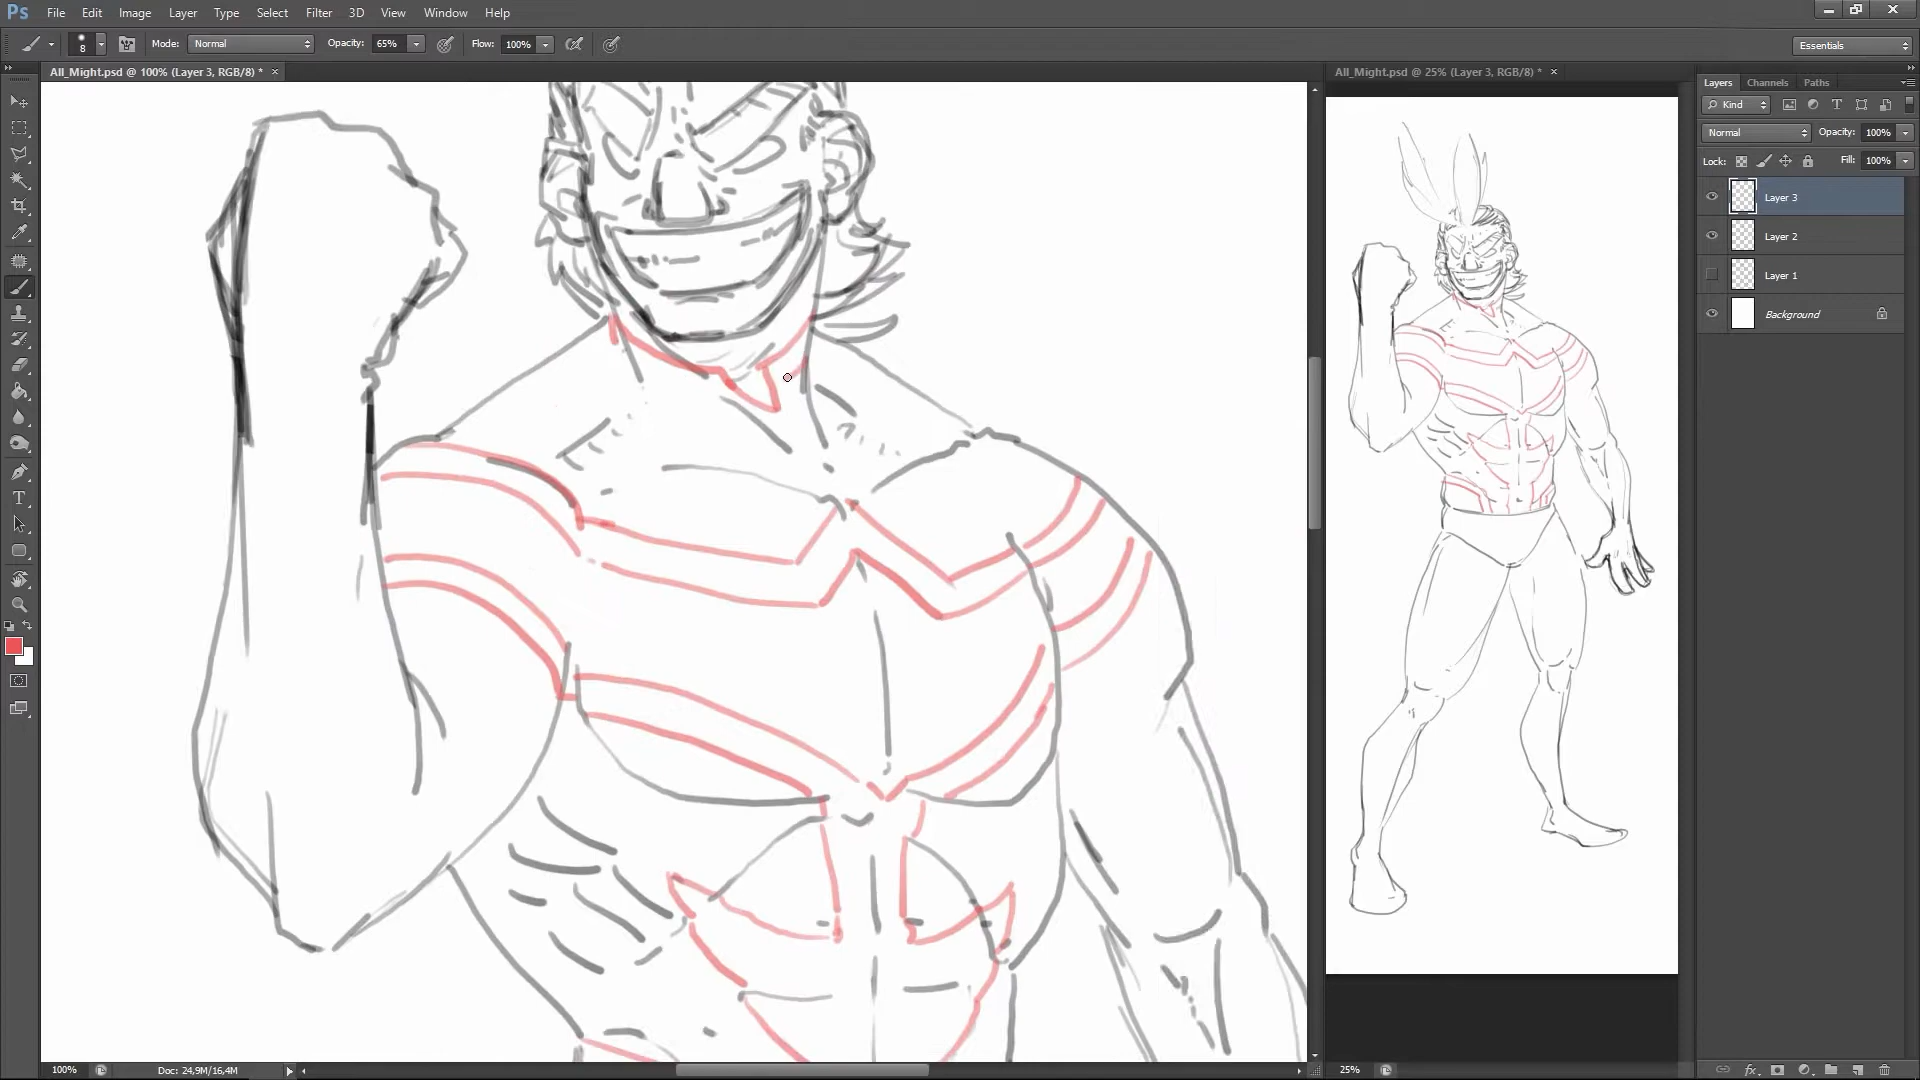 Ps File Edit Image Layer Type Select Filter 3D View Window Help
8 Mode: Normal Opacity: 65% Flow: 100% Essentials
All_Might.psd @ 100% (Layer 3, RGB/8) * All_Might.psd @ 25% (Layer 3, RGB/8) * Layers Channels Paths
Kind
Normal Opacity: 100%
Lock: Fill: 100%
Layer 3
Layer 2
Layer 1
Background
100% Doc: 24,9M/16,4M 25% fx